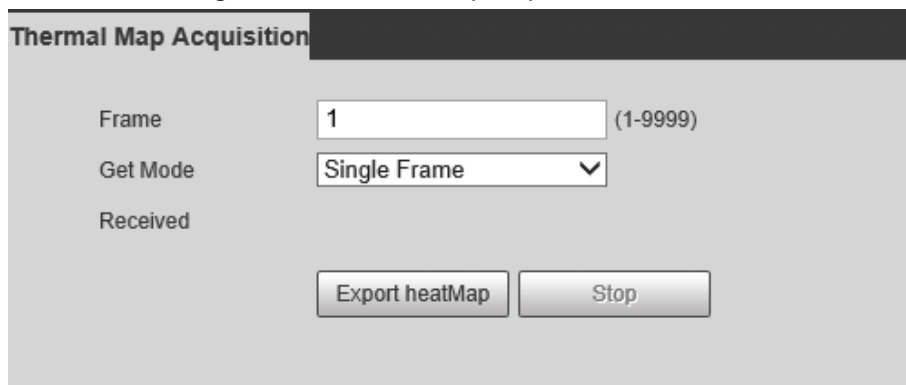 Thermal Map Acquisition
Frame 1 (1-9999)
Get Mode Single Frame
Received
Export heatMap Stop